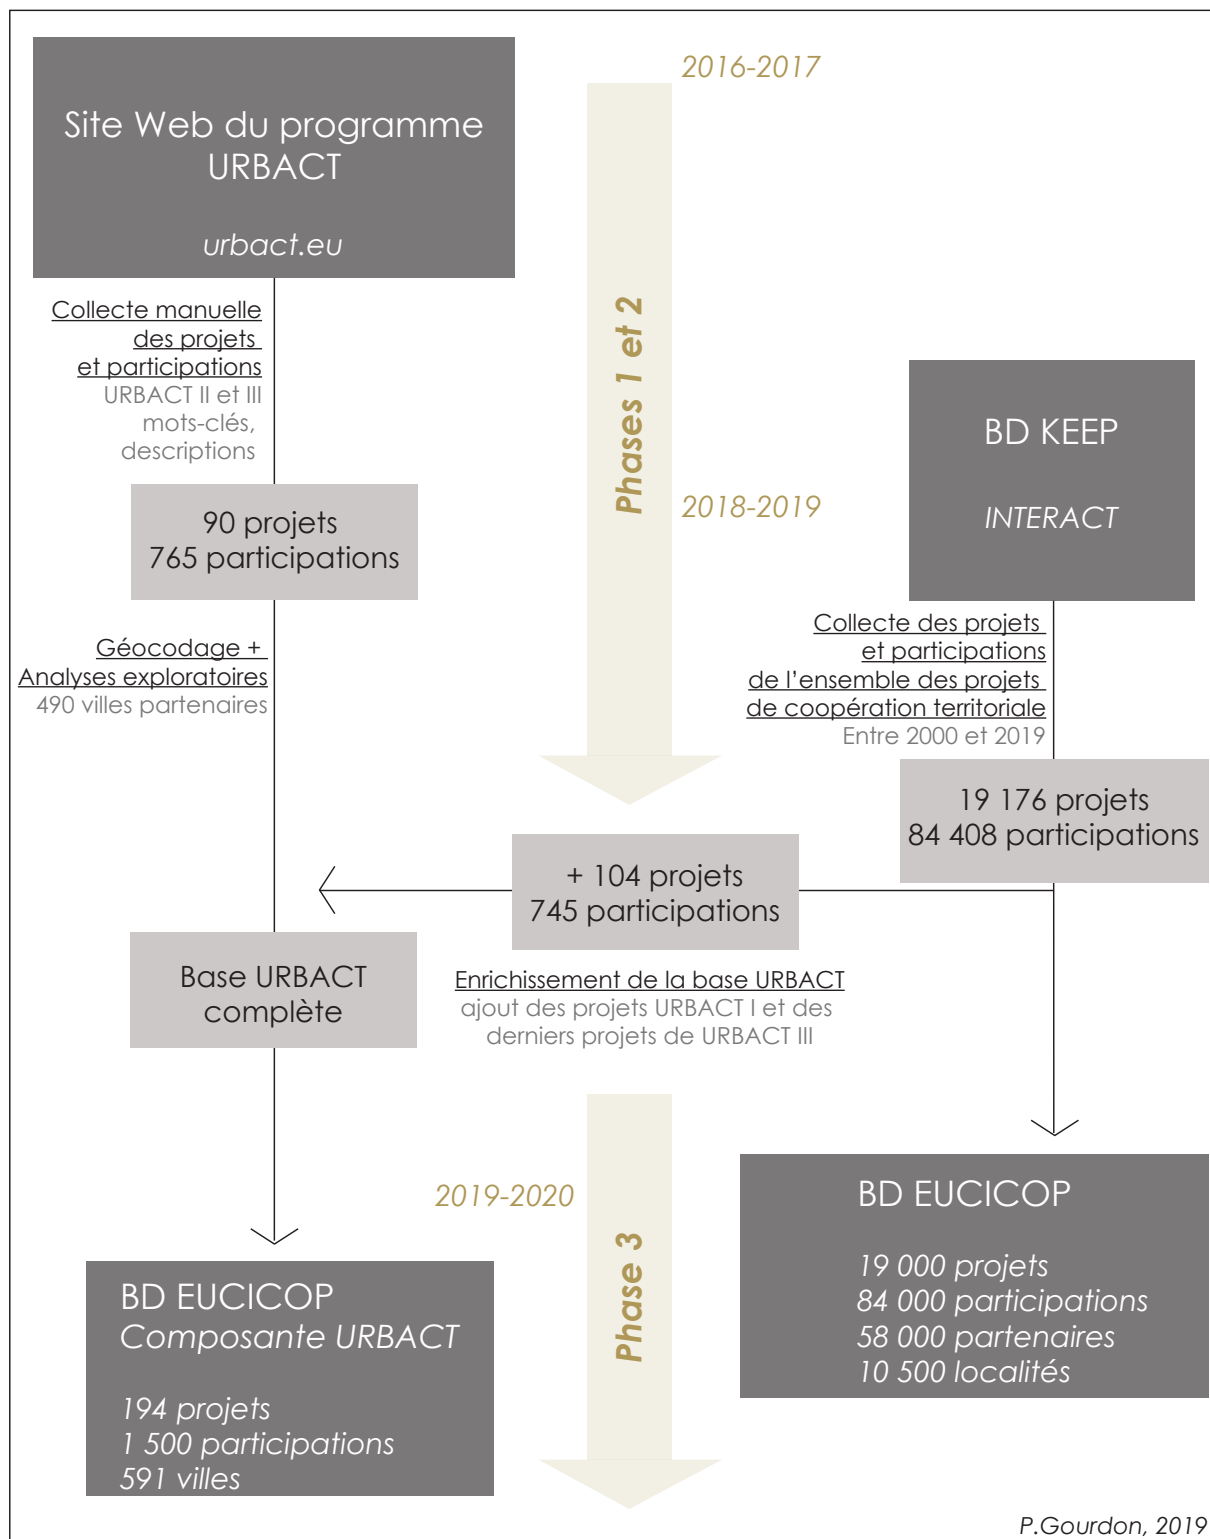 2016-2017
Site Web du programme
URBACT
urbact.eu
Collecte manuelle
des projets
et participations
URBACT II et III
mots-clés,
descriptions
Phases 1 et 2
BD KEEP
INTERACT
2018-2019
90 projets
765 participations
Géocodage +
Analyses exploratoires
490 villes partenaires
Collecte des projets
et participations
de l'ensemble des projets
de coopération territoriale
Entre 2000 et 2019
19 176 projets
84 408 participations
+ 104 projets
745 participations
Enrichissement de la base URBACT
ajout des projets URBACT I et des
derniers projets de URBACT III
Base URBACT
complète
2019-2020
Phase 3
BD EUCICOP
19 000 projets
84 000 participations
58 000 partenaires
10 500 localités
BD EUCICOP
Composante URBACT
194 projets
1 500 participations
591 villes
P.Gourdon, 2019